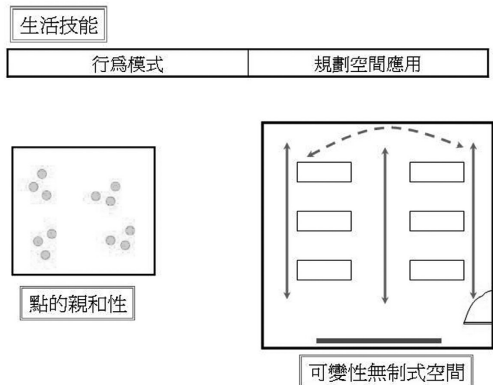 生活技能
行爲模式
規劃空間應用
點的親和性
可變性無制式空間